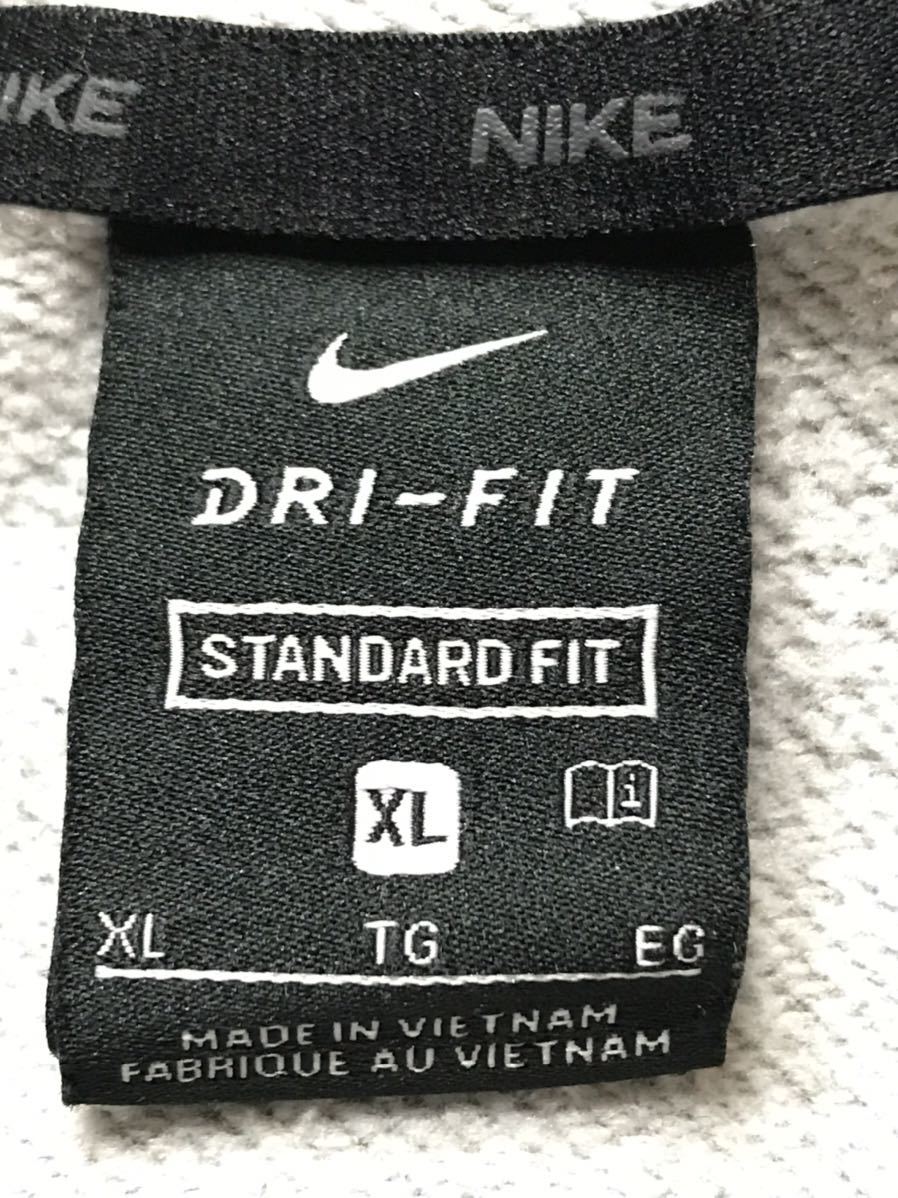 IKE NIKE
DRI-FIT
STANDARD FIT
XL i
XL TG EG
MADE IN VIETNAM
FABRIQUE AU VIETNAM